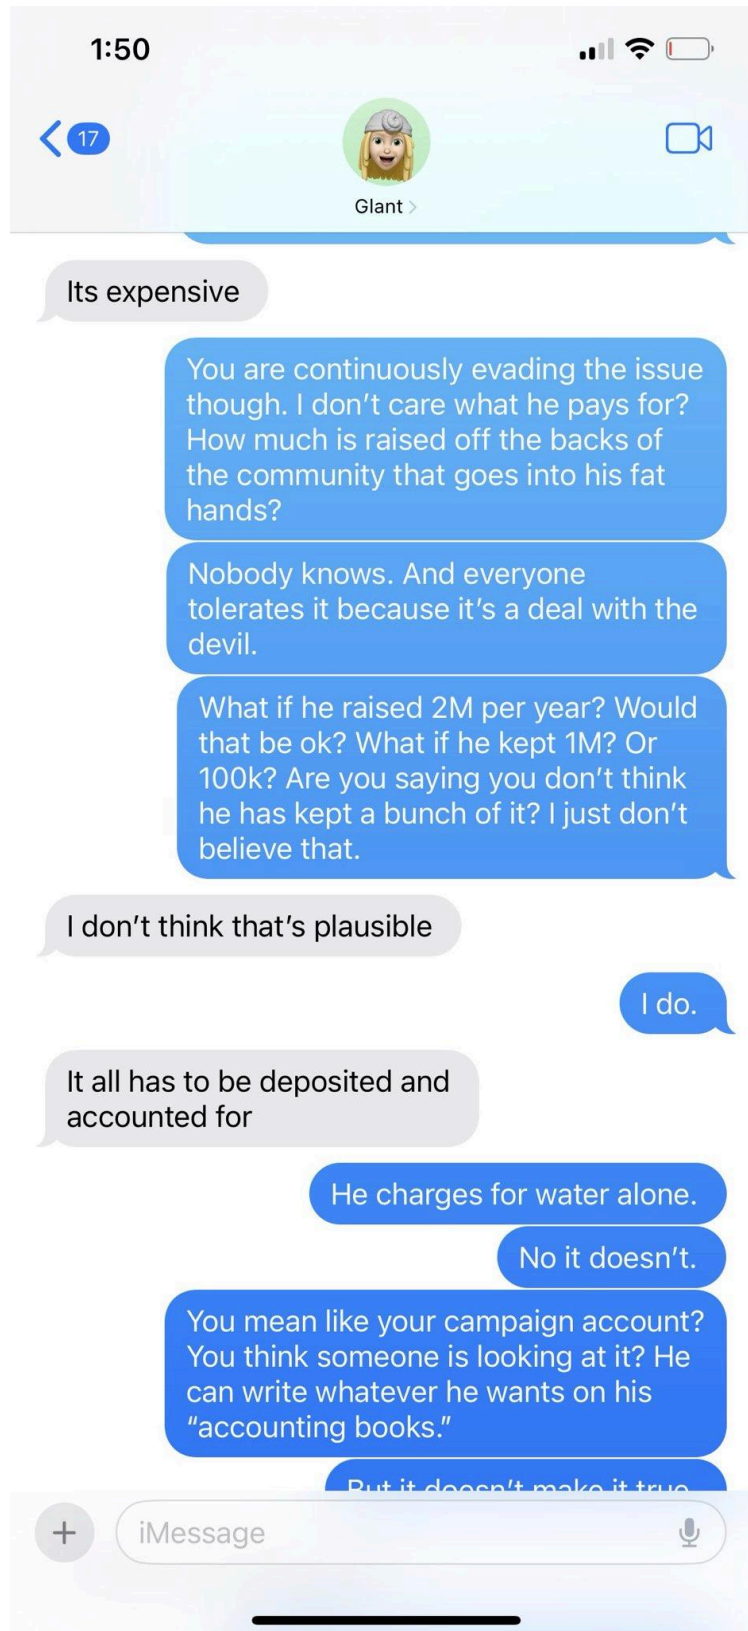 1:50
17
Glant
Its expensive
You are continuously evading the issue
though. I don't care what he pays for?
How much is raised off the backs of
the community that goes into his fat
hands?
Nobody knows. And everyone
tolerates it because it's a deal with the
devil.
What if he raised 2M per year? Would
that be ok? What if he kept 1M? Or
100k? Are you saying you don't think
he has kept a bunch of it? I just don't
believe that.
I don't think that's plausible
I do.
It all has to be deposited and
accounted for
He charges for water alone.
No it doesn't.
You mean like your campaign account?
You think someone is looking at it? He
can write whatever he wants on his
“accounting books.”
But it doesn't make it true
iMessage